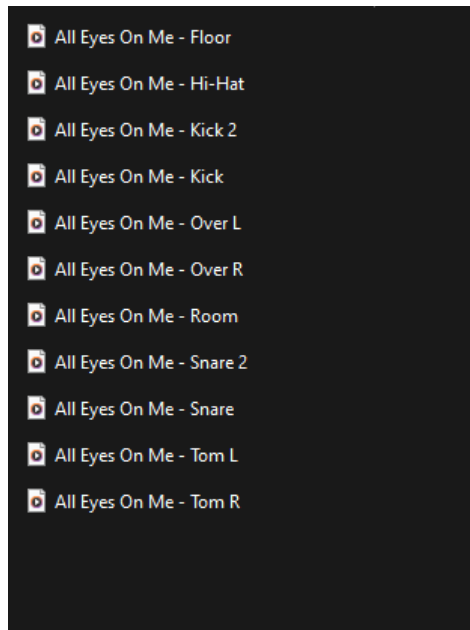 All Eyes On Me - Floor
All Eyes On Me - Hi-Hat
All Eyes On Me - Kick 2
All Eyes On Me - Kick
All Eyes On Me - Over L
All Eyes On Me - Over R
All Eyes On Me - Room
All Eyes On Me - Snare 2
All Eyes On Me - Snare
All Eyes On Me - Tom L
All Eyes On Me - Tom R